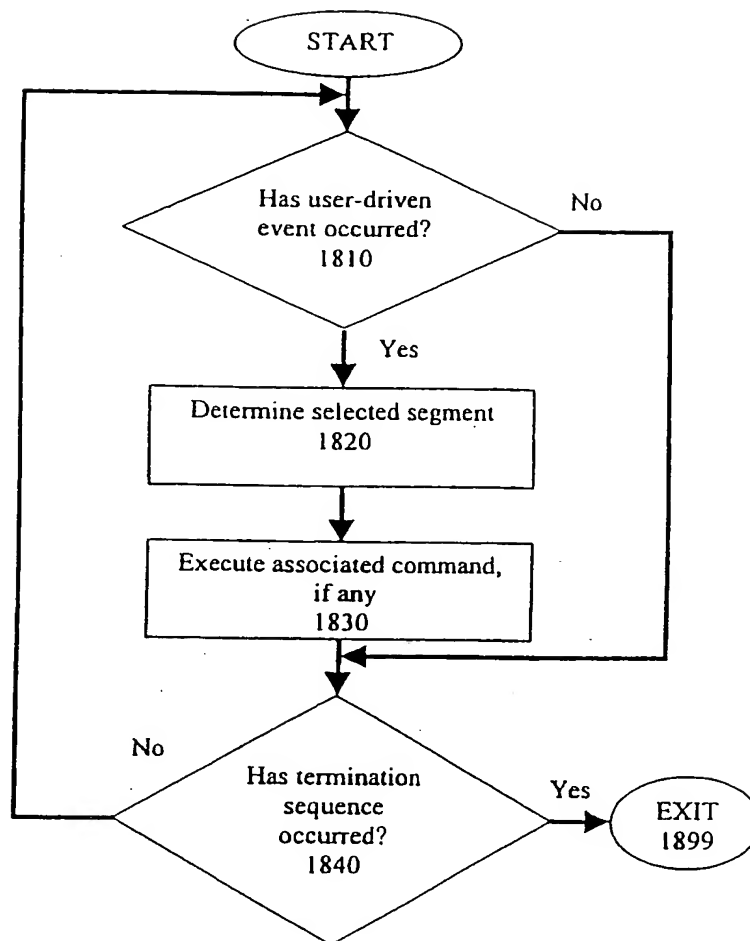 START
Has user-driven
event occurred?
1810
No
Yes
Determine selected segment
1820
Execute associated command,
if any
1830
No
Has termination
sequence
occurred?
1840
Yes
EXIT
1899